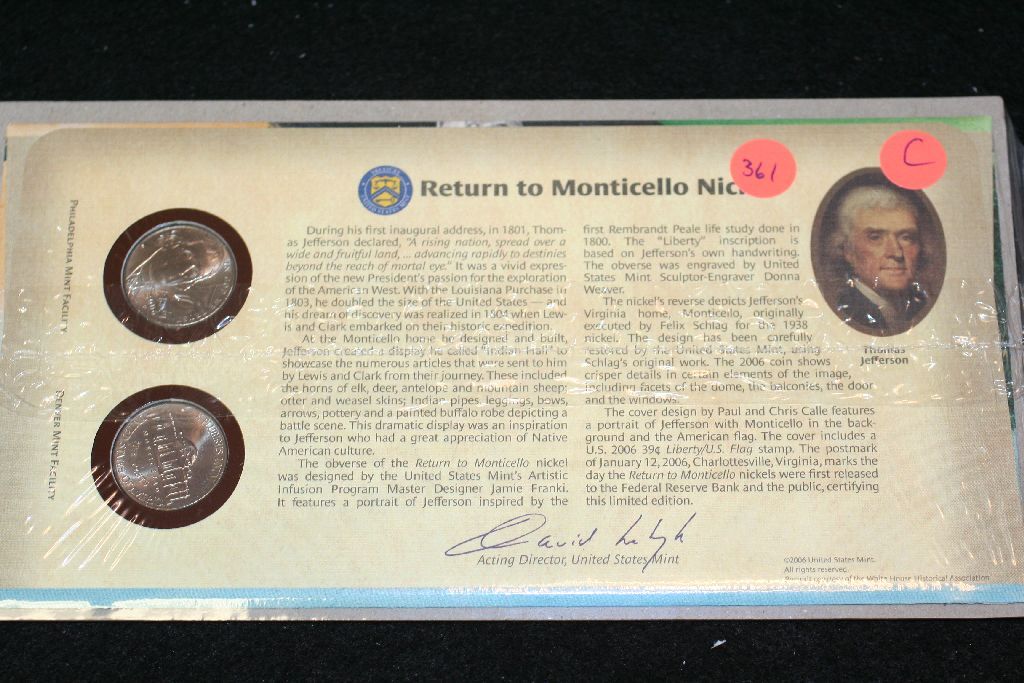 361
C
Return to Monticello Nic
PHILADELPHIA MINT FACILITY
DENVER MINT FACILITY
During his first inaugural address, in 1801, Thom-
as Jefferson declared, "A rising nation, spread over a
wide and fruitful land, ... advancing rapidly to destinies
beyond the reach of mortal eye." It was a vivid expres-
sion of the new President's passion for the exploration
of the American West. With the Louisiana Purchase in
1803, he doubled the size of the United States — and
his dream of discovery was realized in 1804 when Lew-
is and Clark embarked on their historic expedition.
At the Monticello home he designed and built,
Jefferson created a display he called "Indian Hall" to
showcase the numerous articles that were sent to him
by Lewis and Clark from their journey. These included
the horns of elk, deer, antelope and mountain sheep;
otter and weasel skins; Indian pipes, leggings, bows,
arrows, pottery and a painted buffalo robe depicting a
battle scene. This dramatic display was an inspiration
to Jefferson who had a great appreciation of Native
American culture.
The obverse of the Return to Monticello nickel
was designed by the United States Mint's Artistic
Infusion Program Master Designer Jamie Franki.
It features a portrait of Jefferson inspired by the
first Rembrandt Peale life study done in
1800. The "Liberty" inscription is
based on Jefferson's own handwriting.
The obverse was engraved by United
States Mint Sculptor-Engraver Donna
Weaver.
The nickel's reverse depicts Jefferson's
Virginia home, Monticello, originally
executed by Felix Schlag for the 1938
nickel. The design has been carefully
restored by the United States Mint, using
Schlag's original work. The 2006 coin shows
crisper details in certain elements of the image,
including facets of the dome, the balconies, the door
and the windows.
The cover design by Paul and Chris Calle features
a portrait of Jefferson with Monticello in the back-
ground and the American flag. The cover includes a
U.S. 2006 39¢ Liberty/U.S. Flag stamp. The postmark
of January 12, 2006, Charlottesville, Virginia, marks the
day the Return to Monticello nickels were first released
to the Federal Reserve Bank and the public, certifying
this limited edition.
Thomas
Jefferson
David
Acting Director, United States Mint
©2006 United States Mint.
All rights reserved.
Portrait courtesy of the White House Historical Association